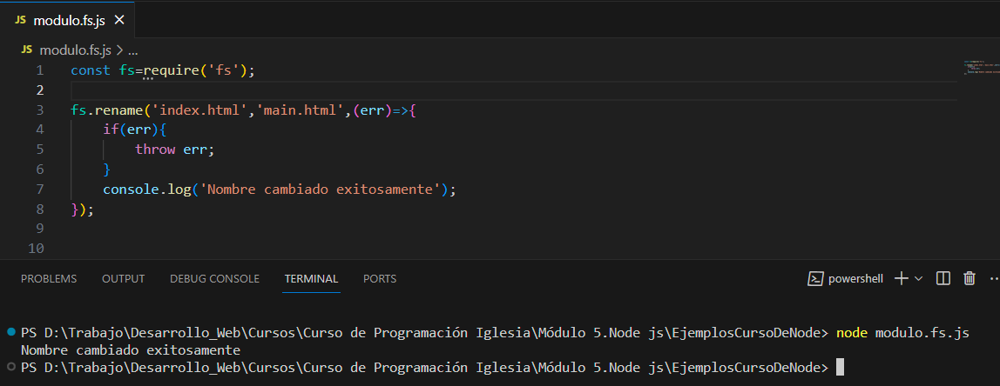 JS modulo.fs.js ×
JS modulo.fs.js > ...
1 const fs=require('fs');
2
3 fs.rename('index.html','main.html',(err)=>{
4 if(err){
5 throw err;
6 }
7 console.log('Nombre cambiado exitosamente');
8 });
9
10
PROBLEMS OUTPUT DEBUG CONSOLE TERMINAL PORTS powershell
PS D:\Trabajo\Desarrollo_Web\Cursos\Curso de Programación Iglesia\Módulo 5.Node js\EjemplosCursoDeNode> node modulo.fs.js
Nombre cambiado exitosamente
PS D:\Trabajo\Desarrollo_Web\Cursos\Curso de Programación Iglesia\Módulo 5.Node js\EjemplosCursoDeNode>